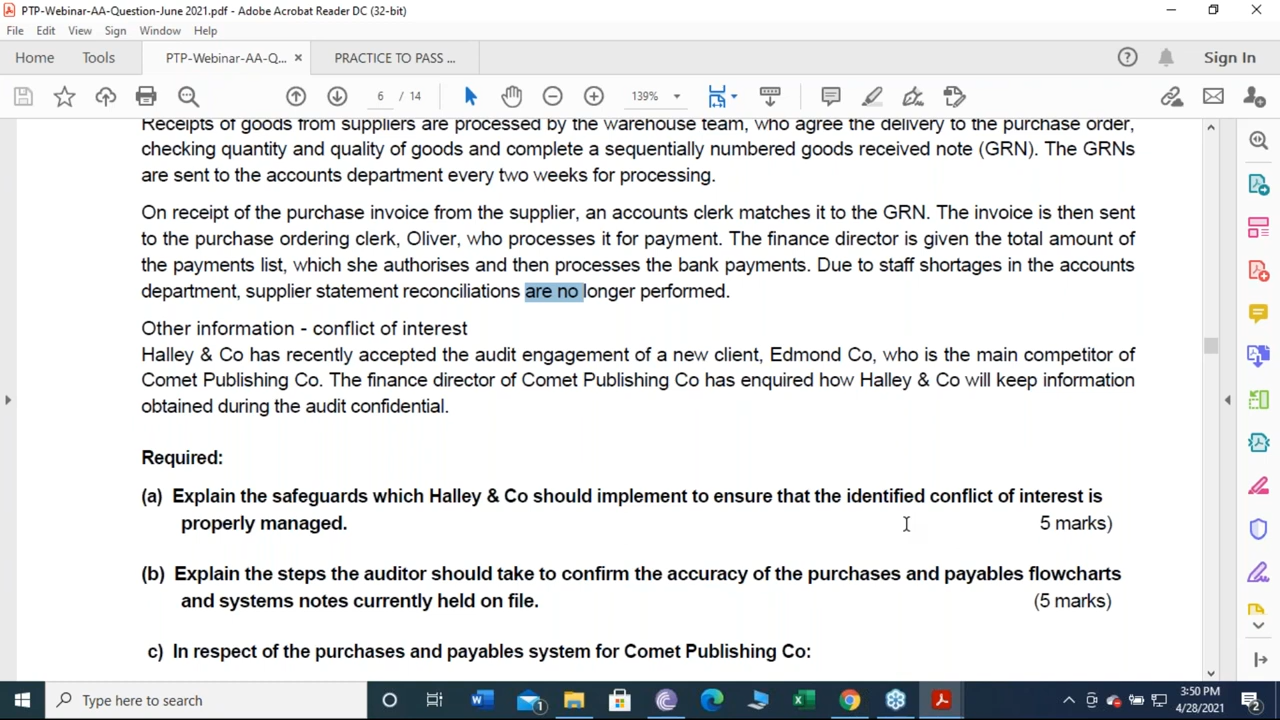 PTP-Webinar-AA-Question-June 2021.pdf - Adobe Acrobat Reader DC (32-bit)
File Edit View Sign Window Help
Home Tools PTP-Webinar-AA-Q... × PRACTICE TO PASS ... Sign In
6 / 14 139%
Receipts of goods from suppliers are processed by the warehouse team, who agree the delivery to the purchase order,
checking quantity and quality of goods and complete a sequentially numbered goods received note (GRN). The GRNs
are sent to the accounts department every two weeks for processing.
On receipt of the purchase invoice from the supplier, an accounts clerk matches it to the GRN. The invoice is then sent
to the purchase ordering clerk, Oliver, who processes it for payment. The finance director is given the total amount of
the payments list, which she authorises and then processes the bank payments. Due to staff shortages in the accounts
department, supplier statement reconciliations are no longer performed.
Other information - conflict of interest
Halley & Co has recently accepted the audit engagement of a new client, Edmond Co, who is the main competitor of
Comet Publishing Co. The finance director of Comet Publishing Co has enquired how Halley & Co will keep information
obtained during the audit confidential.
Required:
(a) Explain the safeguards which Halley & Co should implement to ensure that the identified conflict of interest is
properly managed. 5 marks)
(b) Explain the steps the auditor should take to confirm the accuracy of the purchases and payables flowcharts
and systems notes currently held on file. (5 marks)
c) In respect of the purchases and payables system for Comet Publishing Co:
Type here to search
3:50 PM
4/28/2021